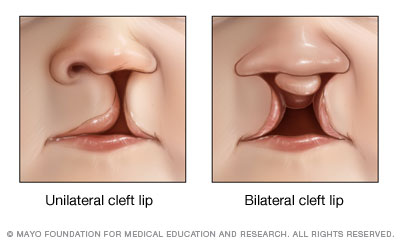 Unilateral cleft lip
Bilateral cleft lip
© MAYO FOUNDATION FOR MEDICAL EDUCATION AND RESEARCH. ALL RIGHTS RESERVED.